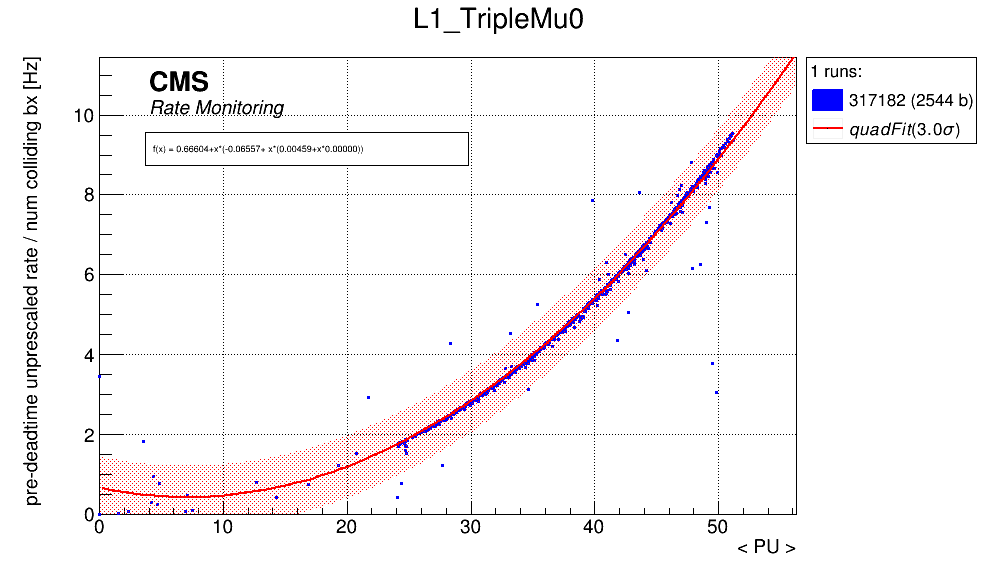 L1_TripleMu0
pre-deadtime unprescaled rate / num colliding bx [Hz]
CMS
Rate Monitoring
f(x) = 0.66604+x*(-0.06557+ x*(0.00459+x*0.00000))
10
8
6
4
2
0
0 10 20 30 40 50
< PU >
1 runs:
317182 (2544 b)
quadFit(3.0σ)